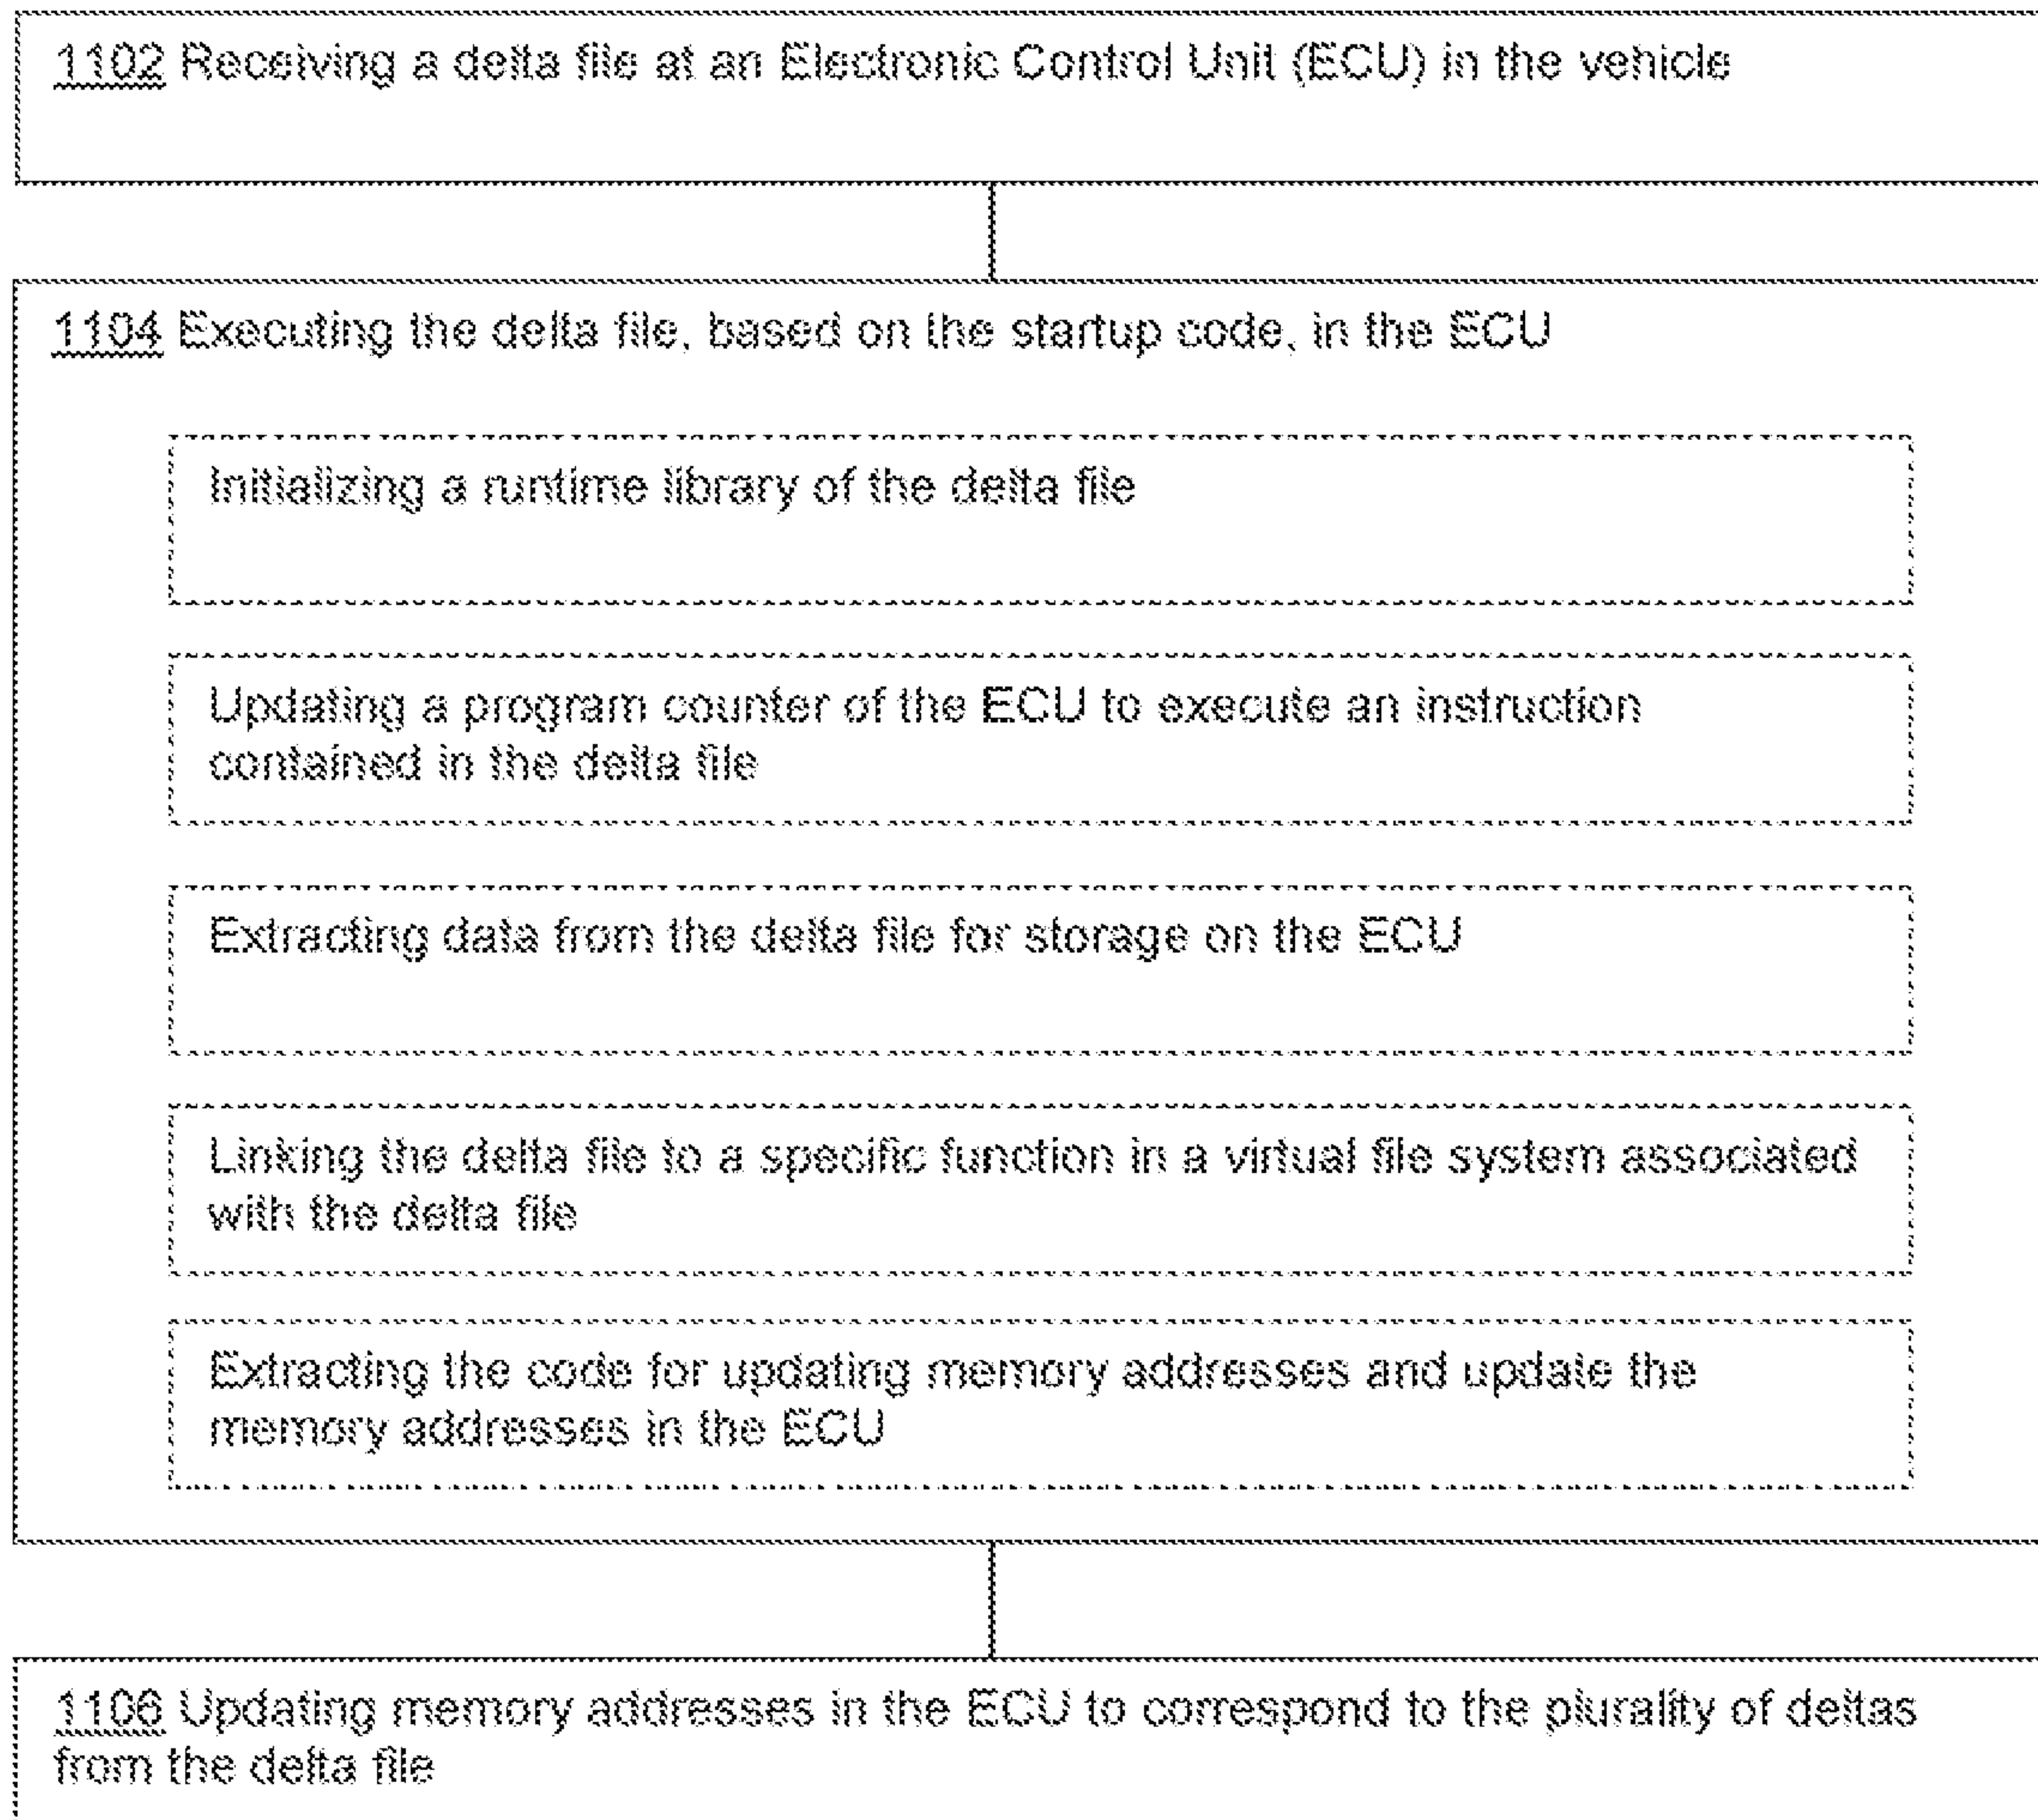 1102 Receiving a delta file at an Electronic Control Unit (ECU) in the vehicle
1104 Executing the delta file, based on the startup code, in the ECU
Initializing a runtime library of the delta file
Updating a program counter of the ECU to execute an instruction
contained in the delta file
Extracting data from the delta file for storage on the ECU
Linking the delta file to a specific function in a virtual file system associated
with the delta file
Extracting the code for updating memory addresses and update the
memory addresses in the ECU
1106 Updating memory addresses in the ECU to correspond to the plurality of deltas
from the delta file